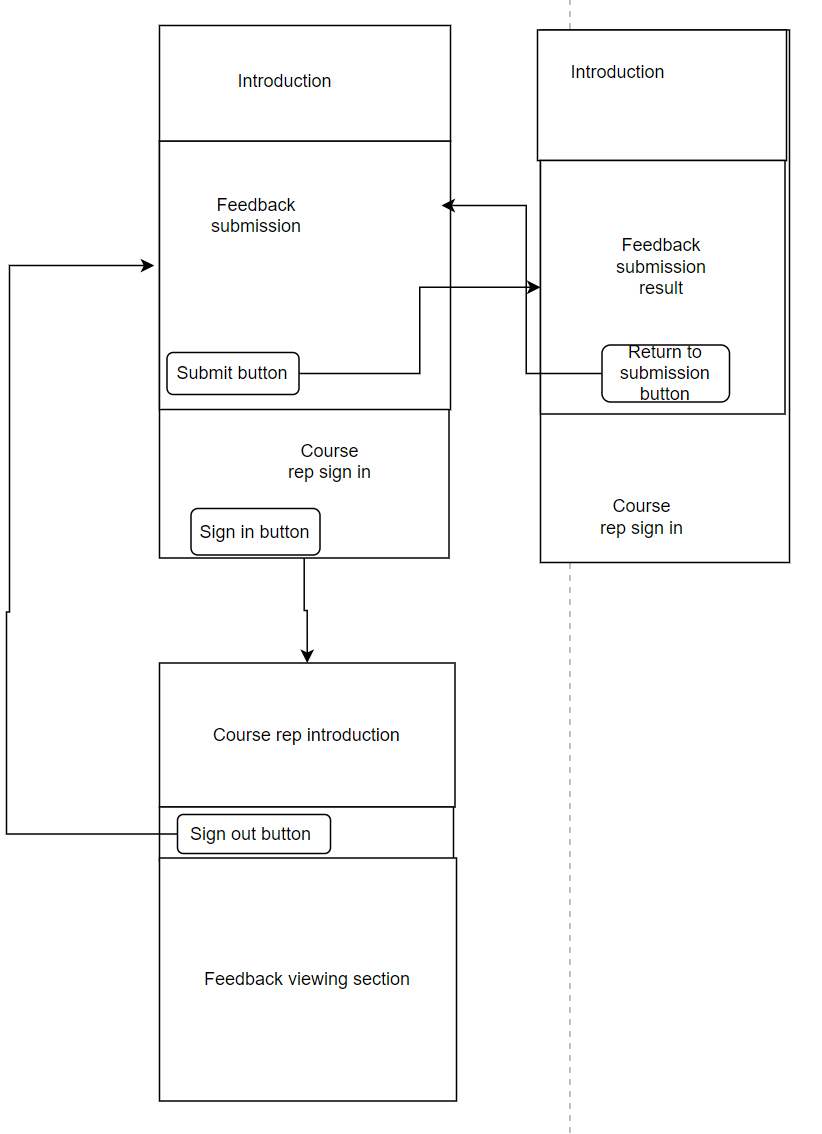 Introduction
Feedback
submission
Submit button
Course
rep sign in
Sign in button
Introduction
Feedback
submission
result
Return to
submission
button
Course
rep sign in
Course rep introduction
Sign out button
Feedback viewing section